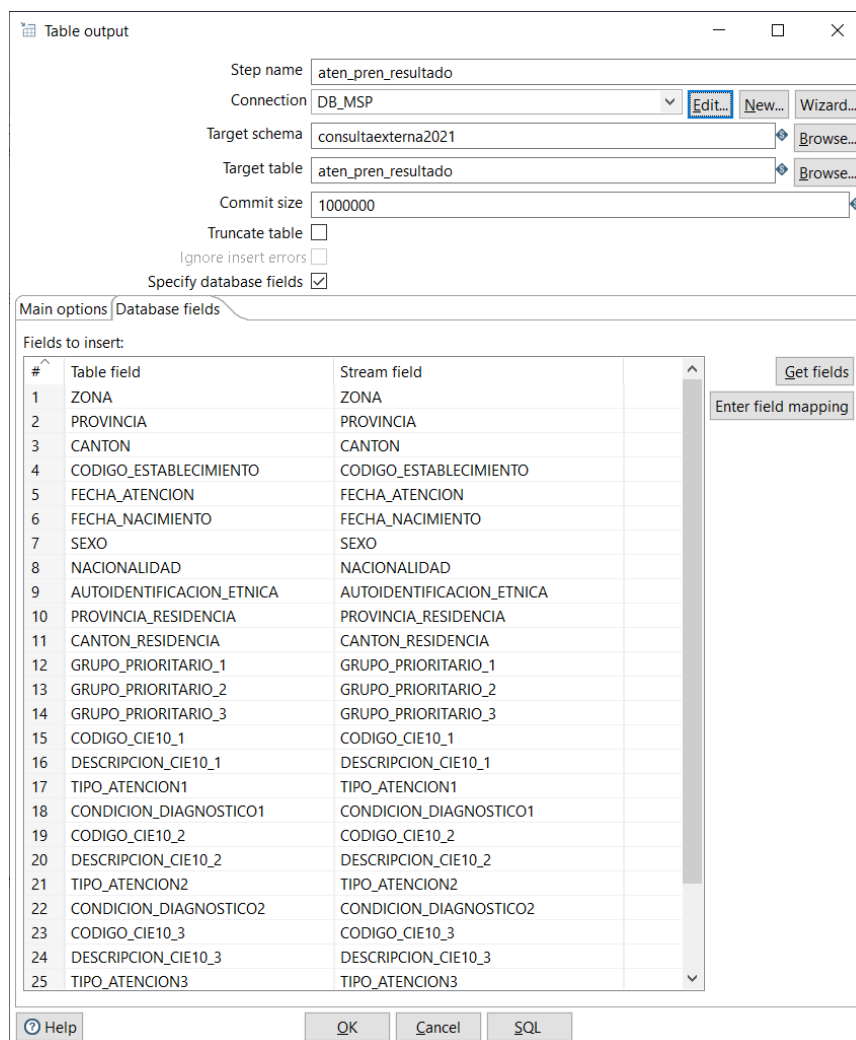 Table output
Step name aten_pren_resultado
Connection DB_MSP Edit... New... Wizard...
Target schema consultaexterna2021 Browse...
Target table aten_pren_resultado Browse...
Commit size 1000000
Truncate table
Ignore insert errors
Specify database fields
Main options Database fields
Fields to insert:
# Table field Stream field
Get fields
Enter field mapping
1 ZONA ZONA
2 PROVINCIA PROVINCIA
3 CANTON CANTON
4 CODIGO_ESTABLECIMIENTO CODIGO_ESTABLECIMIENTO
5 FECHA_ATENCION FECHA_ATENCION
6 FECHA_NACIMIENTO FECHA_NACIMIENTO
7 SEXO SEXO
8 NACIONALIDAD NACIONALIDAD
9 AUTOIDENTIFICACION_ETNICA AUTOIDENTIFICACION_ETNICA
10 PROVINCIA_RESIDENCIA PROVINCIA_RESIDENCIA
11 CANTON_RESIDENCIA CANTON_RESIDENCIA
12 GRUPO_PRIORITARIO_1 GRUPO_PRIORITARIO_1
13 GRUPO_PRIORITARIO_2 GRUPO_PRIORITARIO_2
14 GRUPO_PRIORITARIO_3 GRUPO_PRIORITARIO_3
15 CODIGO_CIE10_1 CODIGO_CIE10_1
16 DESCRIPCION_CIE10_1 DESCRIPCION_CIE10_1
17 TIPO_ATENCION1 TIPO_ATENCION1
18 CONDICION_DIAGNOSTICO1 CONDICION_DIAGNOSTICO1
19 CODIGO_CIE10_2 CODIGO_CIE10_2
20 DESCRIPCION_CIE10_2 DESCRIPCION_CIE10_2
21 TIPO_ATENCION2 TIPO_ATENCION2
22 CONDICION_DIAGNOSTICO2 CONDICION_DIAGNOSTICO2
23 CODIGO_CIE10_3 CODIGO_CIE10_3
24 DESCRIPCION_CIE10_3 DESCRIPCION_CIE10_3
25 TIPO_ATENCION3 TIPO_ATENCION3
Help OK Cancel SQL